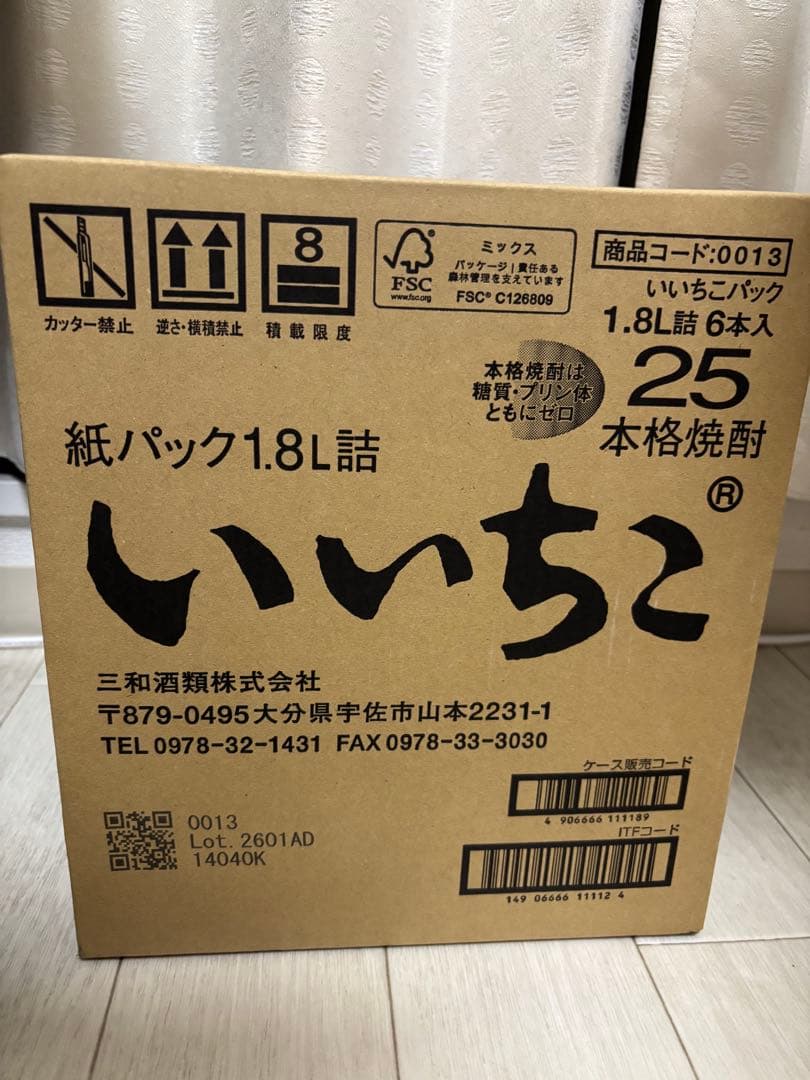 カッター禁止
逆さ・横積禁止
8
積載限度
FSC
www.fsc.org
ミックス
パッケージ|責任ある
森林管理を支えています
FSC® C126809
商品コード:0013
いいちこパック
1.8L詰 6本入
25
本格焼酎
本格焼酎は
糖質・プリン体
ともにゼロ
紙パック1.8L詰
いいちこ®
三和酒類株式会社
〒879-0495大分県宇佐市山本2231-1
TEL 0978-32-1431 FAX 0978-33-3030
ケース販売コード
4 906666 111189
ITFコード
149 06666 11112 4
0013
Lot.2601AD
14040K